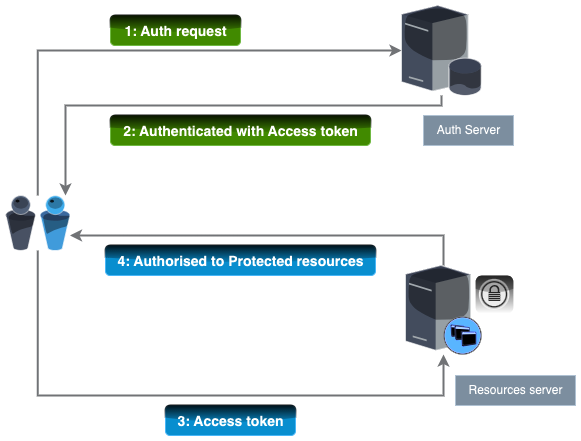 1: Auth request
2: Authenticated with Access token
Auth Server
4: Authorised to Protected resources
Resources server
3: Access token